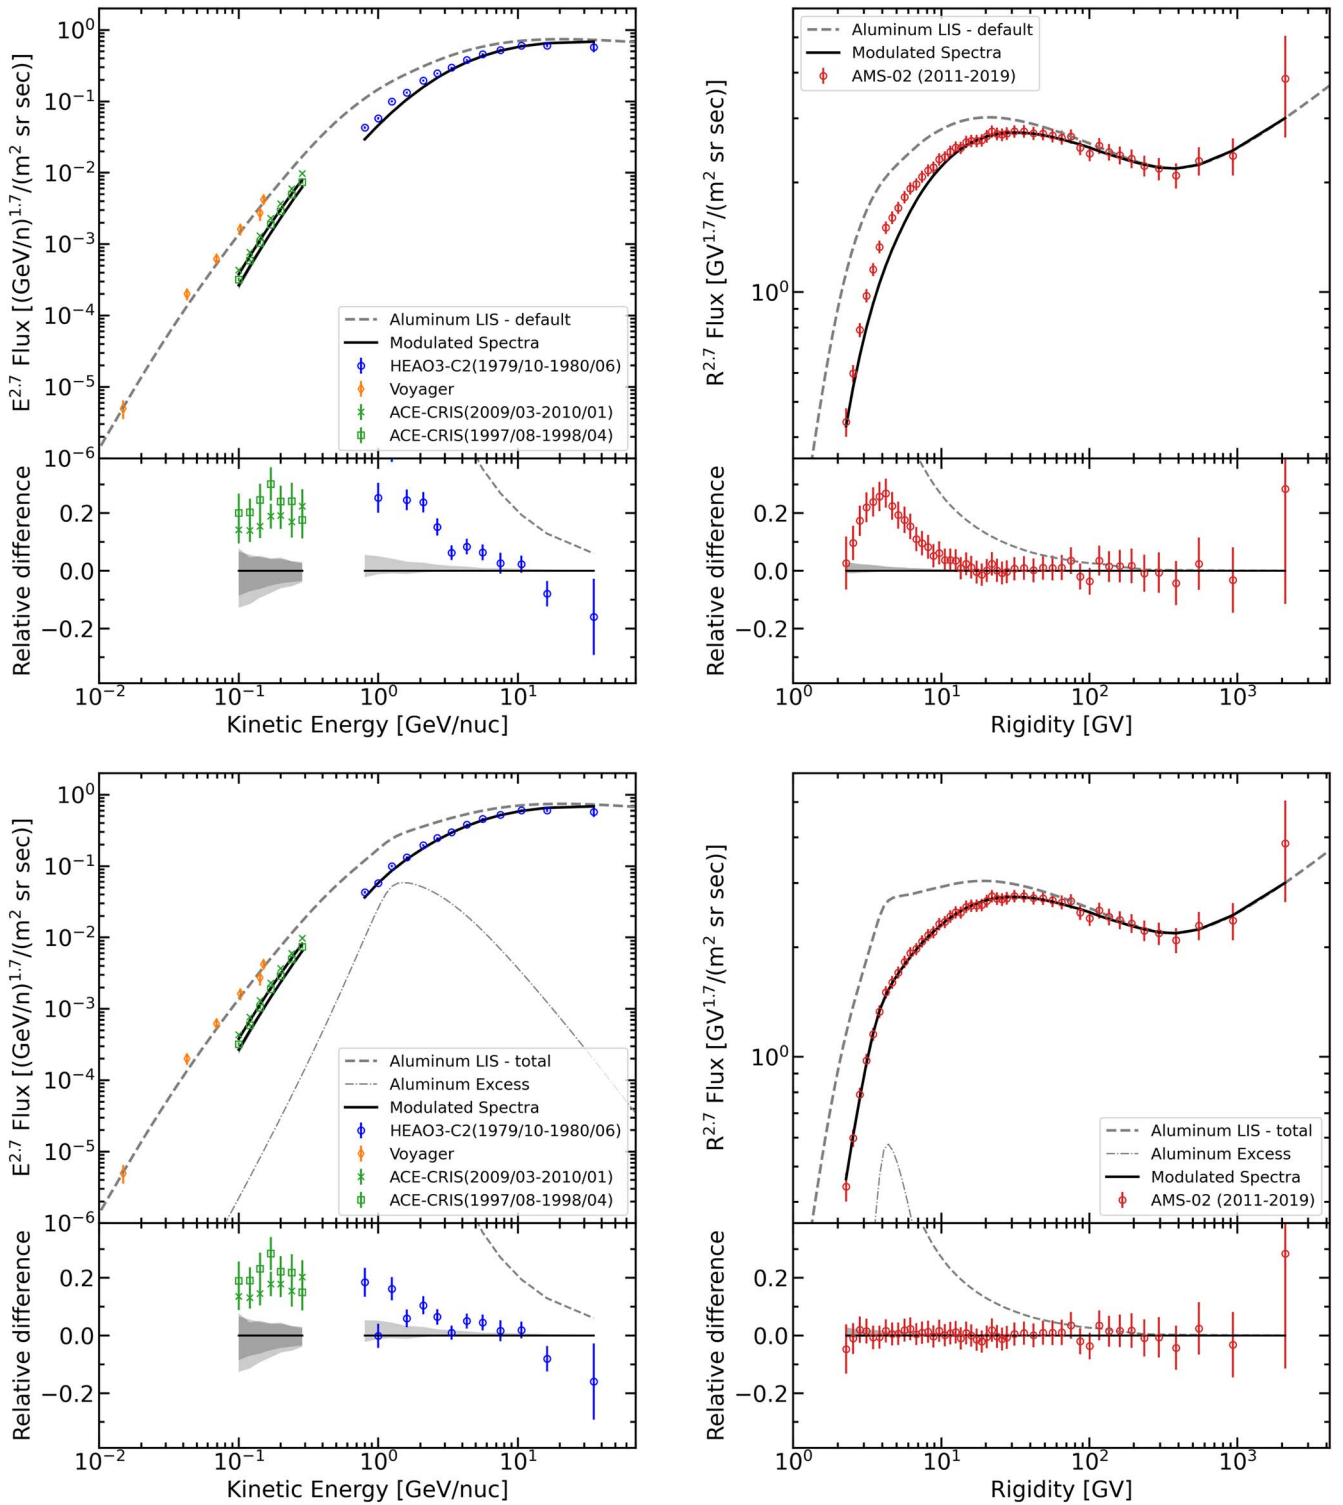 10^0
10^-1
10^-2
10^-3
10^-4
10^-5
10^-6
E^2.7 Flux [(GeV/n)^1.7/(m^2 sr sec)]
Aluminum LIS - default
Modulated Spectra
HEAO3-C2(1979/10-1980/06)
Voyager
ACE-CRIS(2009/03-2010/01)
ACE-CRIS(1997/08-1998/04)
0.2
0.0
−0.2
Relative difference
10^-2 10^-1 10^0 10^1
Kinetic Energy [GeV/nuc]
Aluminum LIS - default
Modulated Spectra
AMS-02 (2011-2019)
10^0
R^2.7 Flux [GV^1.7/(m^2 sr sec)]
0.2
0.0
−0.2
Relative difference
10^0 10^1 10^2 10^3
Rigidity [GV]
10^0
10^-1
10^-2
10^-3
10^-4
10^-5
10^-6
E^2.7 Flux [(GeV/n)^1.7/(m^2 sr sec)]
Aluminum LIS - total
Aluminum Excess
Modulated Spectra
HEAO3-C2(1979/10-1980/06)
Voyager
ACE-CRIS(2009/03-2010/01)
ACE-CRIS(1997/08-1998/04)
0.2
0.0
−0.2
Relative difference
10^-2 10^-1 10^0 10^1
Kinetic Energy [GeV/nuc]
10^0
R^2.7 Flux [GV^1.7/(m^2 sr sec)]
Aluminum LIS - total
Aluminum Excess
Modulated Spectra
AMS-02 (2011-2019)
0.2
0.0
−0.2
Relative difference
10^0 10^1 10^2 10^3
Rigidity [GV]